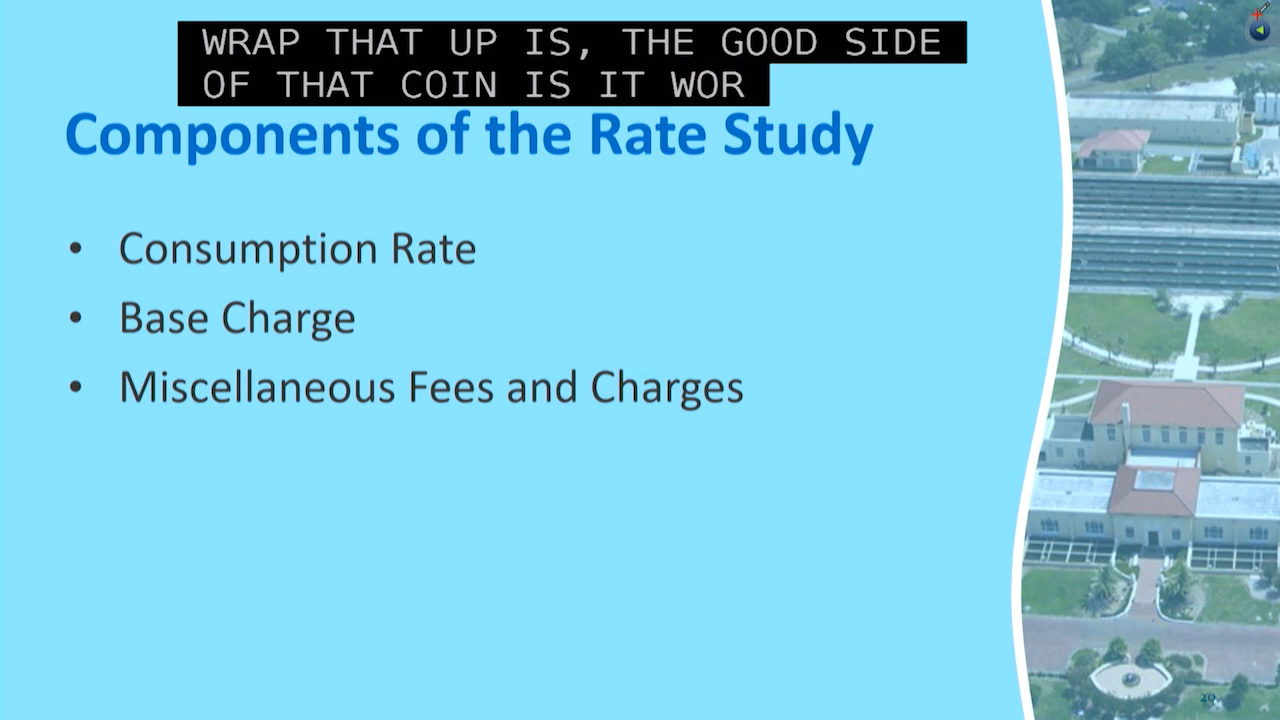 WRAP THAT UP IS, THE GOOD SIDE
OF THAT COIN IS IT WOR
Components of the Rate Study
• Consumption Rate
• Base Charge
• Miscellaneous Fees and Charges